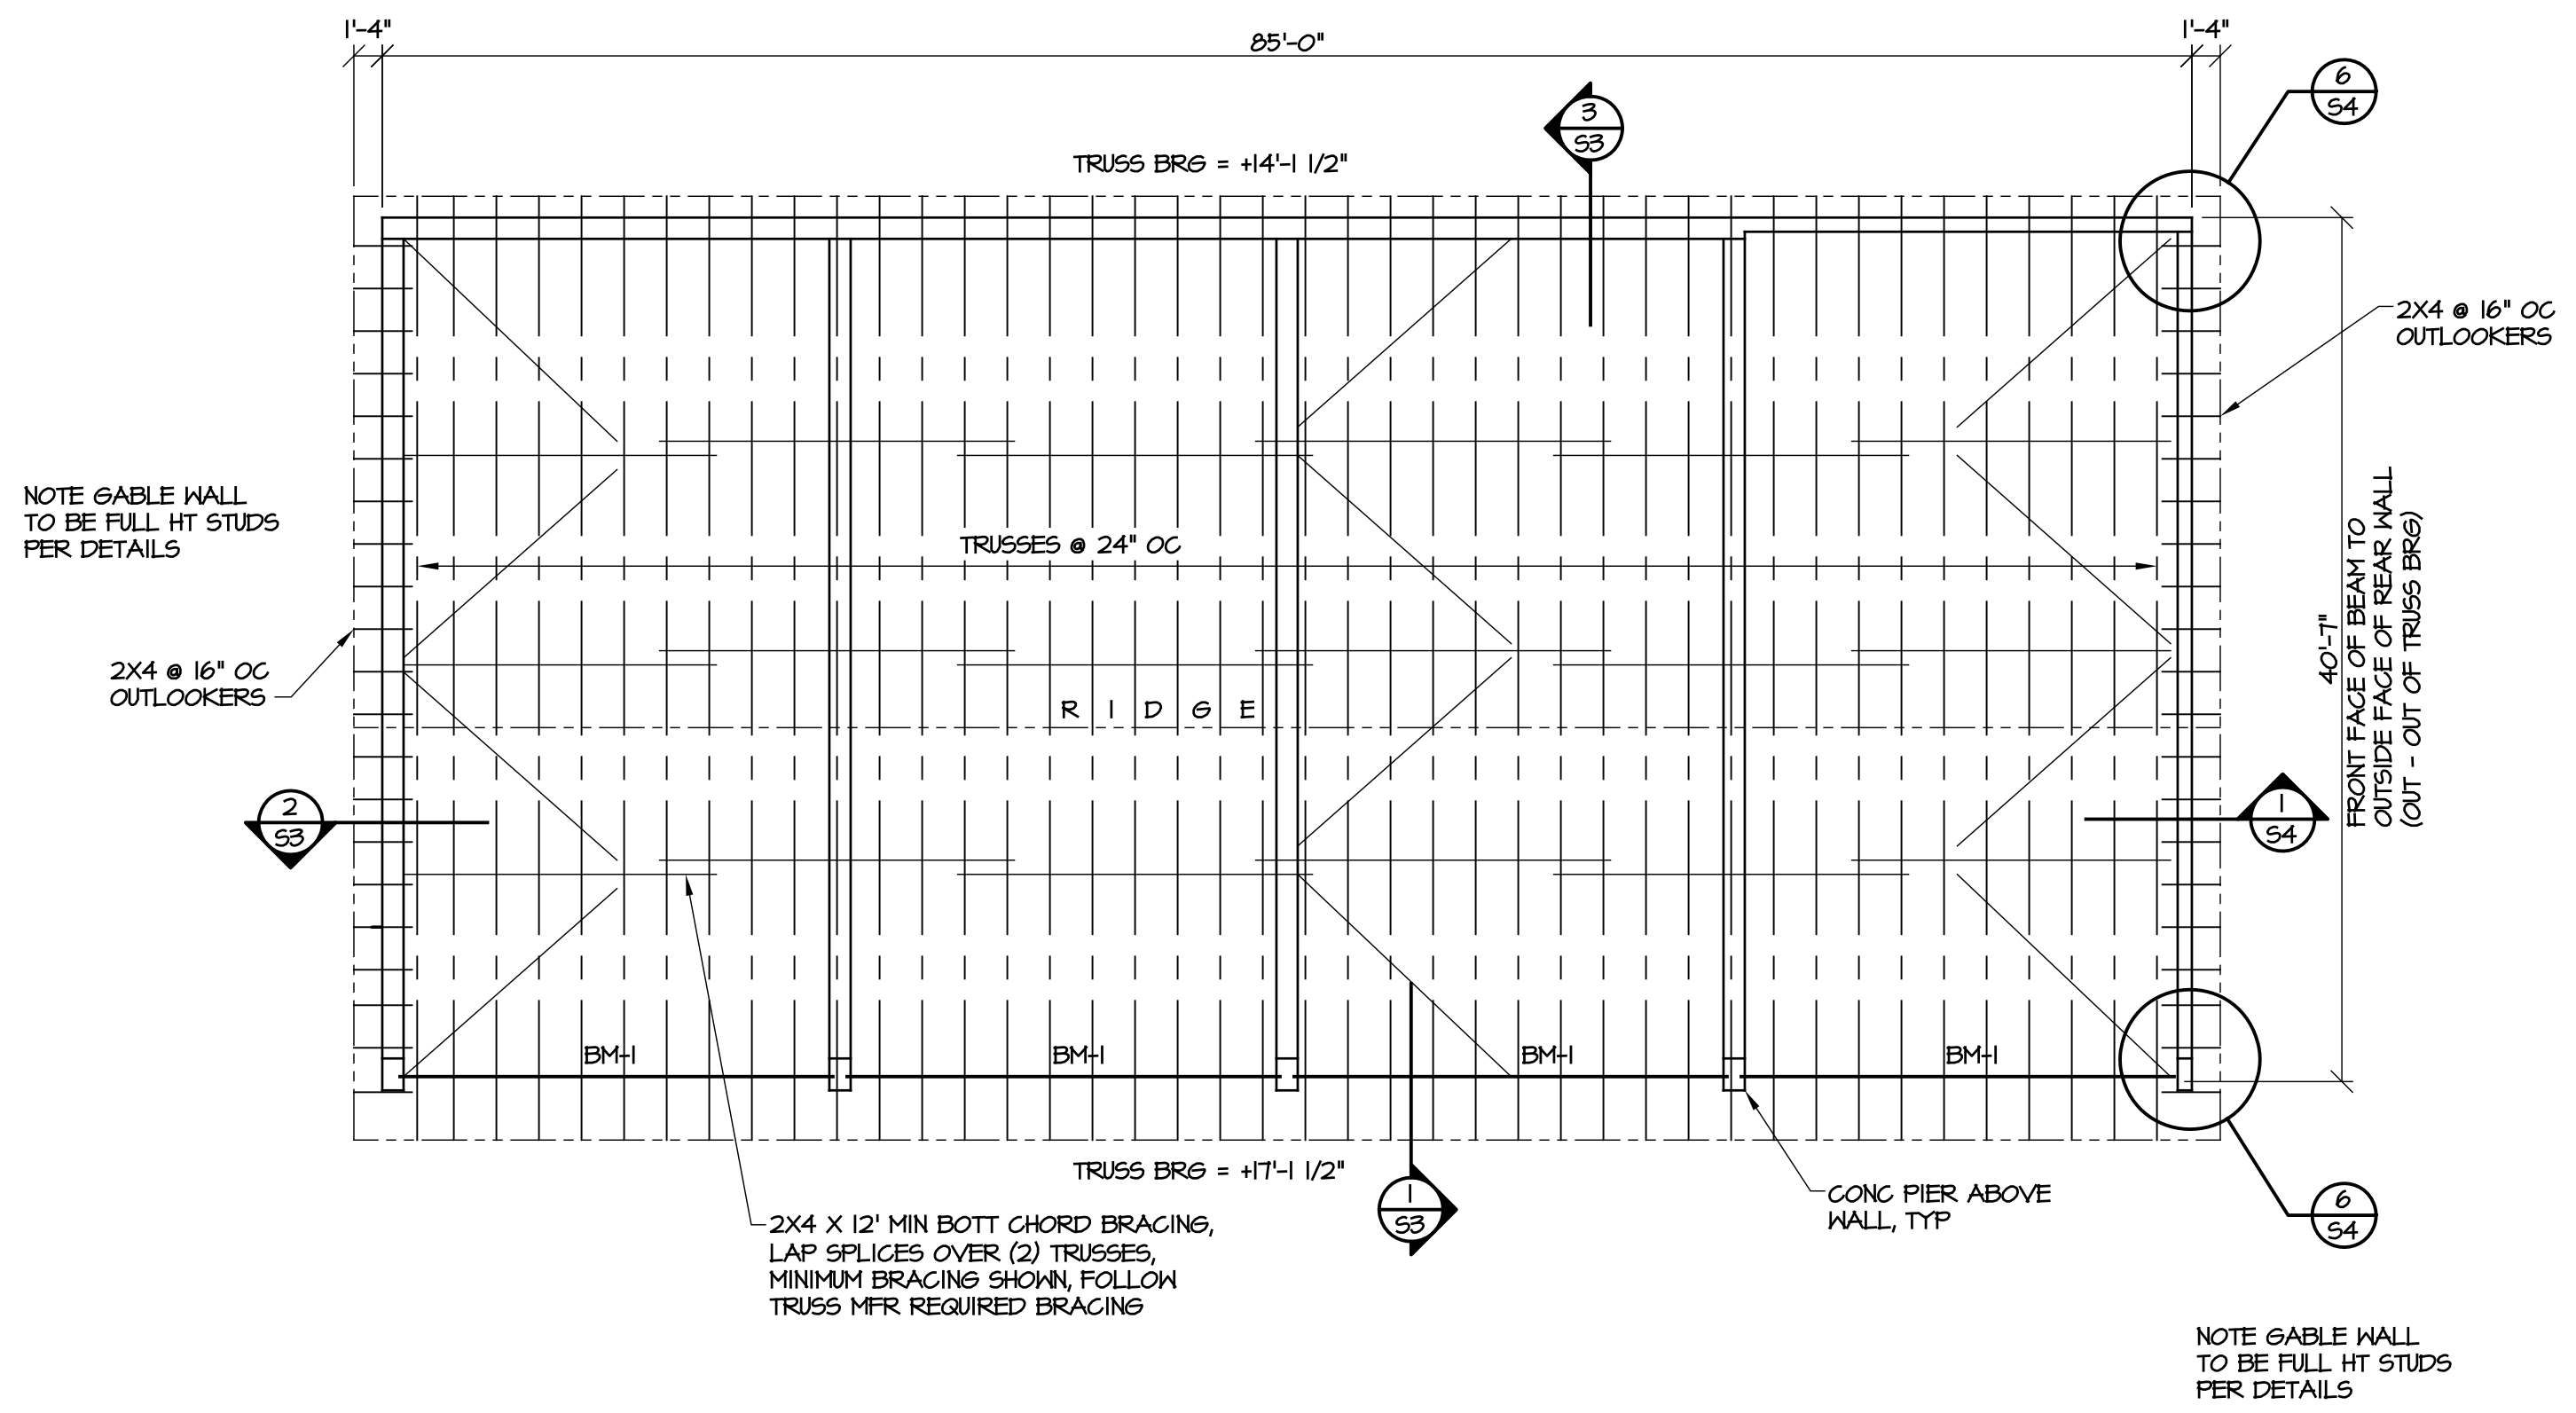 1'-4"
85'-0"
1'-4"
6
S4
3
S3
TRUSS BRG = +14'-1 1/2"
2X4 @ 16" OC
OUTLOOKERS
NOTE GABLE WALL
TO BE FULL HT STUDS
PER DETAILS
TRUSSES @ 24" OC
40'-7"
FRONT FACE OF BEAM TO
OUTSIDE FACE OF REAR WALL
(OUT - OUT OF TRUSS BRG)
2X4 @ 16" OC
OUTLOOKERS
R I D G E
2
S3
1
S4
BM-1
BM-1
BM-1
BM-1
TRUSS BRG = +17'-1 1/2"
1
S3
CONC PIER ABOVE
WALL, TYP
6
S4
2X4 X 12' MIN BOTT CHORD BRACING,
LAP SPLICES OVER (2) TRUSSES,
MINIMUM BRACING SHOWN, FOLLOW
TRUSS MFR REQUIRED BRACING
NOTE GABLE WALL
TO BE FULL HT STUDS
PER DETAILS